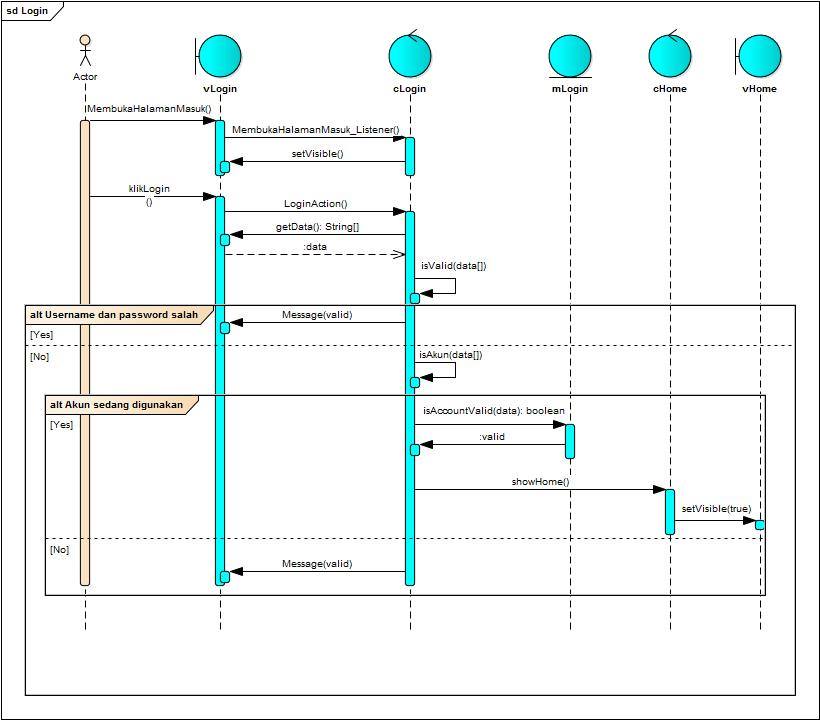 sd Login
Actor
vLogin
cLogin
mLogin
cHome
vHome
MembukaHalamanMasuk()
MembukaHalamanMasuk_Listener()
setVisible()
klikLogin
()
LoginAction()
getData(): String[]
:data
isValid(data[])
alt Username dan password salah
Message(valid)
[Yes]
[No]
isAkun(data[])
alt Akun sedang digunakan
isAccountValid(data): boolean
[Yes]
:valid
showHome()
setVisible(true)
[No]
Message(valid)